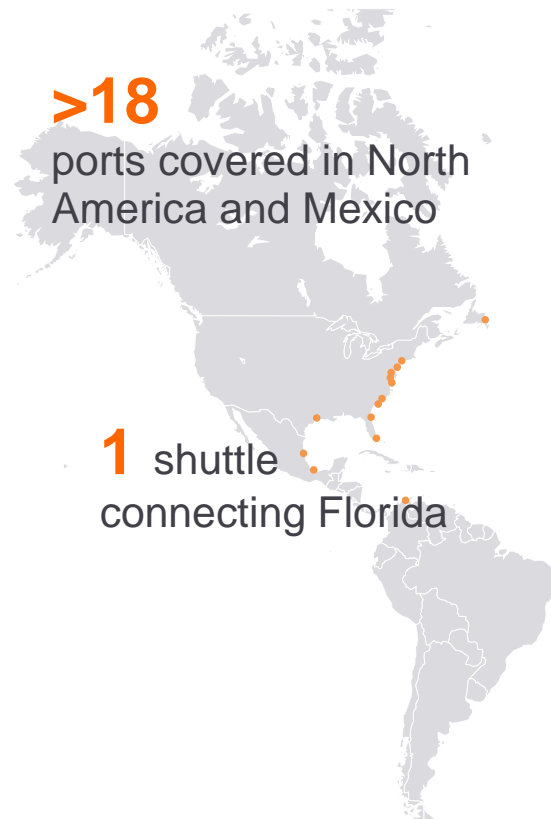 >18
ports covered in North
America and Mexico
1 shuttle
connecting Florida